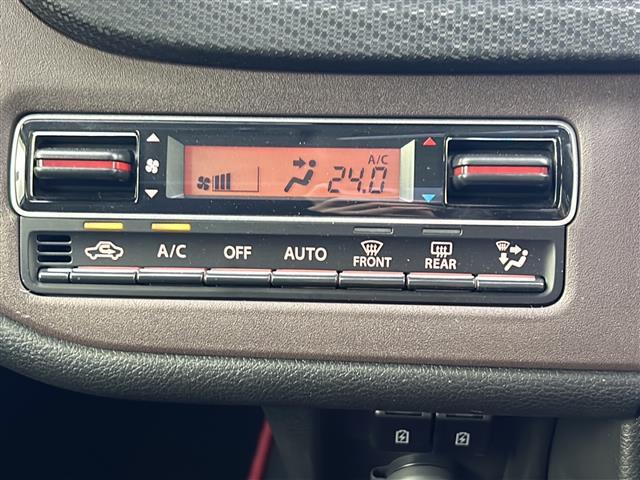 A/C
24.0
A/C
OFF
AUTO
FRONT
REAR